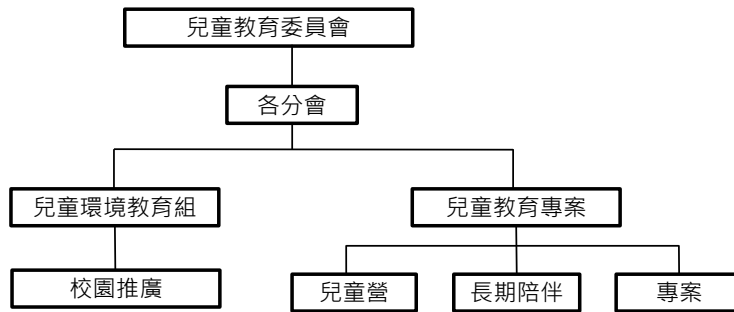 兒童教育委員會
各分會
兒童環境教育組
兒童教育專案
校園推廣
兒童營
長期陪伴
專案